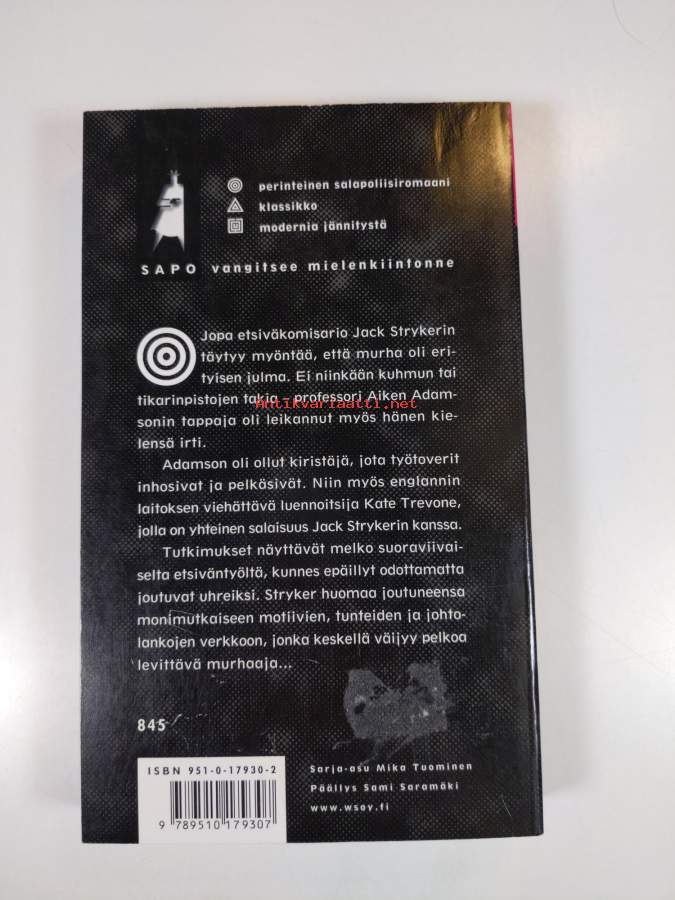 perinteinen salapoliisiromaani
klassikko
modernia jännitystä
SAPO vangitsee mielenkiintonne
Jopa etsiväkomisario Jack Strykerin
täytyy myöntää, että murha oli eri-
tyisen julma. Ei niinkään kuhmun tai
tikarinpistojen takia professori Aiken Adam-
Antikvariaatti.net
sonin tappaja oli leikannut myös hänen kie-
lensä irti.
Adamson oli ollut kiristäjä, jota työtoverit
inhosivat ja pelkäsivät. Niin myös englannin
laitoksen viehättävä luennoitsija Kate Trevone,
jolla on yhteinen salaisuus Jack Strykerin kanssa.
Tutkimukset näyttävät melko suoraviivai-
selta etsiväntyöltä, kunnes epäillyt odottamatta
joutuvat uhreiksi. Stryker huomaa joutuneensa
monimutkaiseen motiivien, tunteiden ja johto-
lankojen verkkoon, jonka keskellä väijyy pelkoa
levittävä murhaaja...
845
ISBN 951-0-17930-2
9 789510 179307
Sarja-asu Mika Tuominen
Päällys Sami Saramäki
www.wsoy.fi